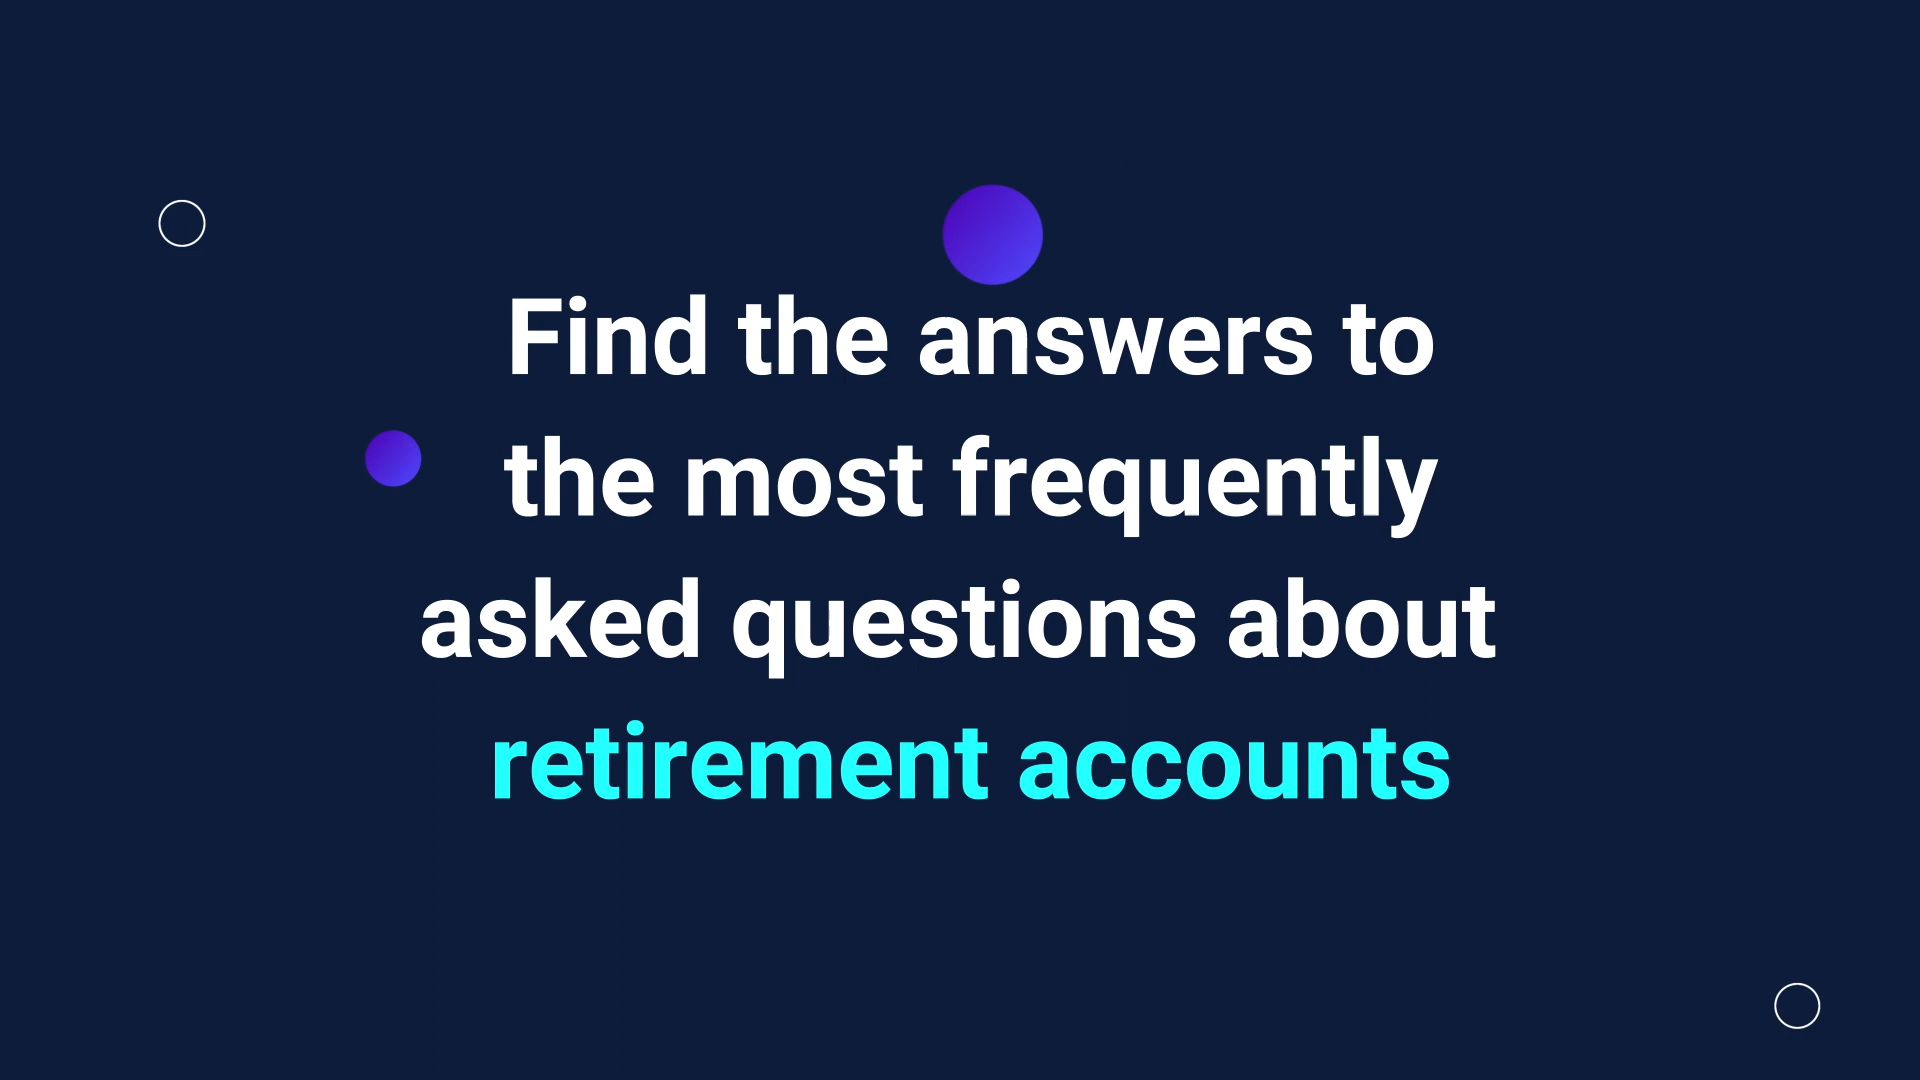 Find the answers to
the most frequently
asked questions about
retirement accounts